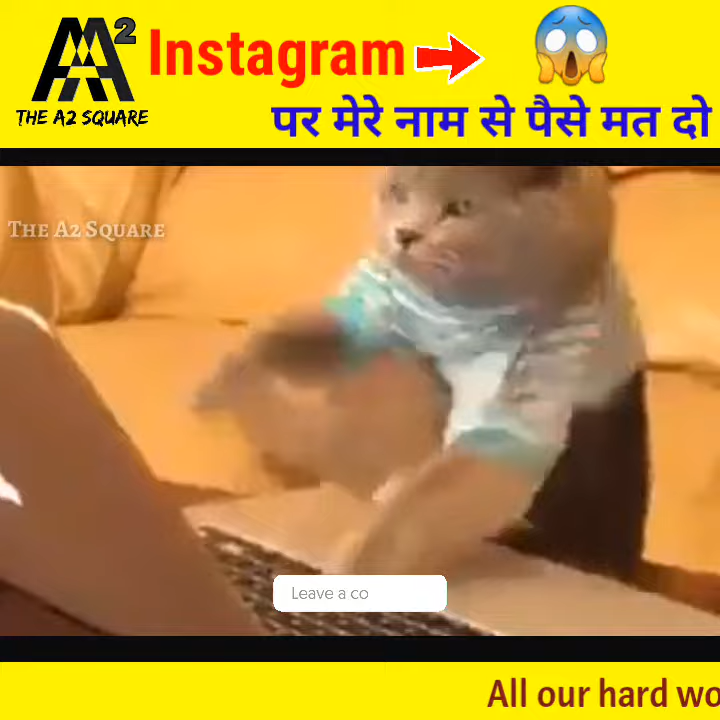 A2
Instagram
THE A2 SQUARE
पर मेरे नाम से पैसे मत दो
THE A2 SQUARE
Leave a co
All our hard wo